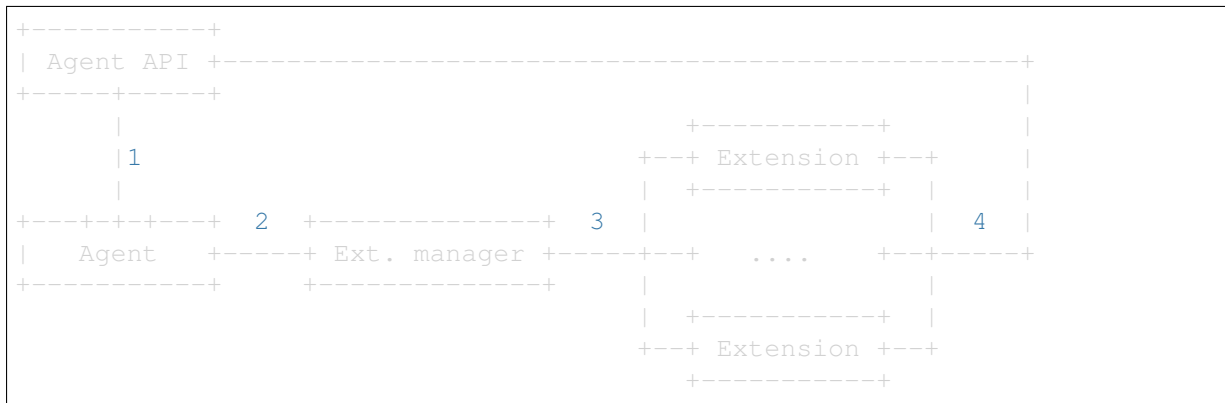 +-----------+
| Agent API +--------------------------------------------------+
+-----+-----+                                                  |
      |                                   +-----------+        |
      |1                               +--+ Extension +--+     |
      |                                |  +-----------+  |     |
+---+-+-+---+  2  +--------------+  3  |                 |  4  |
|   Agent   +-----+ Ext. manager +-----+--+    ....   +--+-----+
+-----------+     +--------------+     |                 |
                                       |  +-----------+  |
                                       +--+ Extension +--+
                                          +-----------+